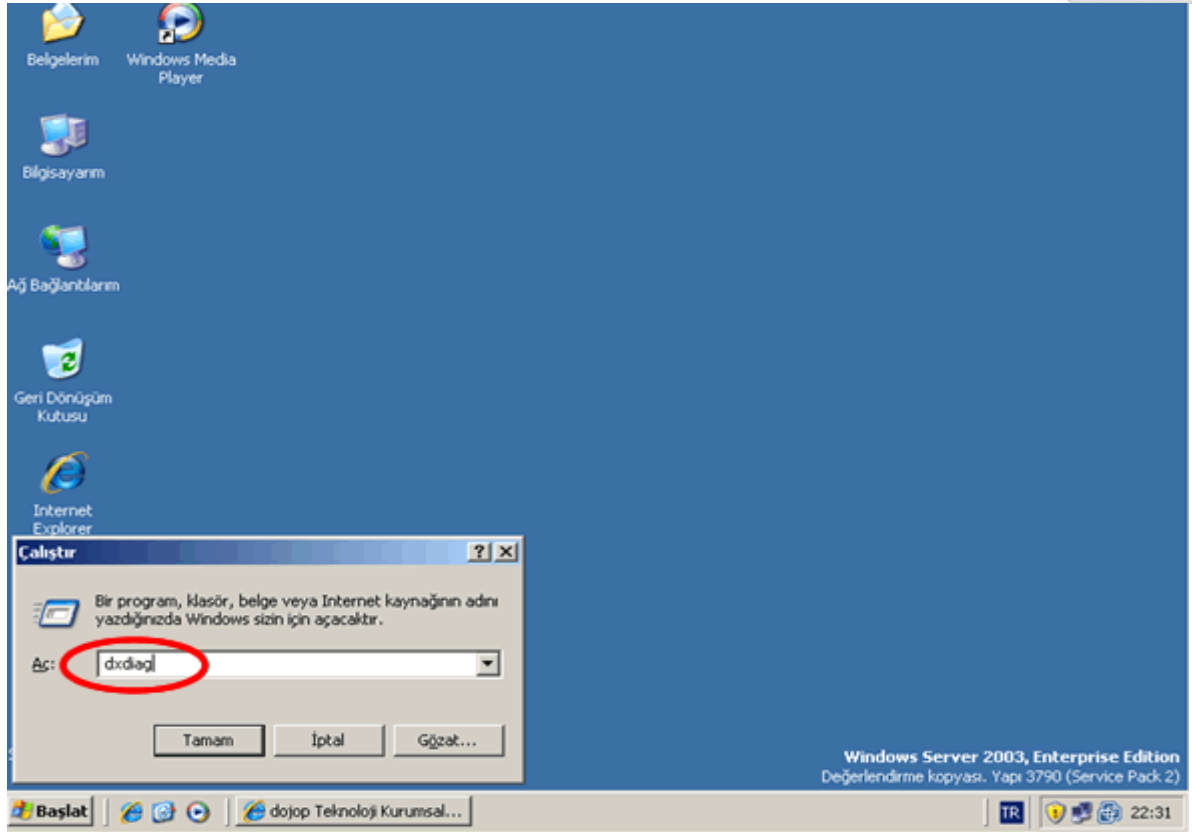 Belgelerim
Windows Media
Player
Bilgisayarım
Ağ Bağlantılarım
Geri Dönüşüm
Kutusu
Internet
Explorer
Çalıştır
Bir program, klasör, belge veya Internet kaynağının adını
yazdığınızda Windows sizin için açacaktır.
Aç:
dxdiag
Tamam
İptal
Gözat...
Windows Server 2003, Enterprise Edition
Değerlendirme kopyası. Yapı 3790 (Service Pack 2)
Başlat
dojop Teknoloji Kurumsal...
TR
22:31